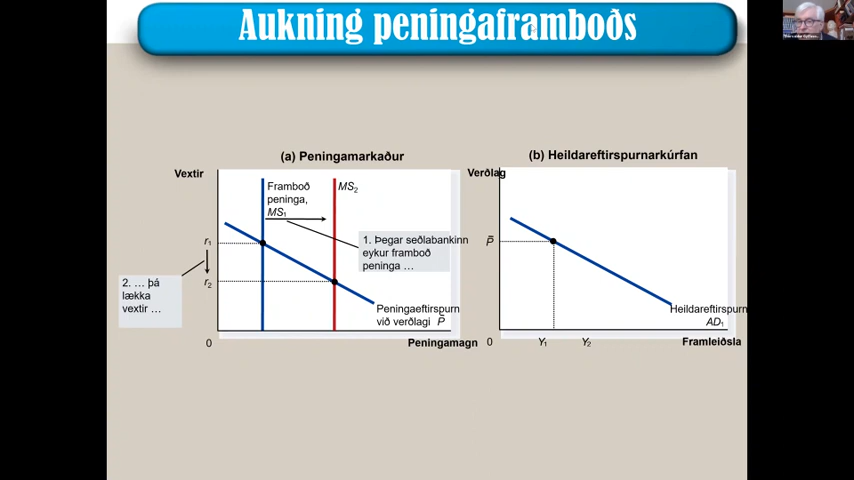 Aukning peningaframboðs
(a) Peningamarkaður
Vextir
Framboð
peninga,
MS1
MS2
1. Þegar seðlabankinn
eykur framboð
peninga …
r1
r2
2. … þá
lækka
vextir …
Peningaeftirspurn
við verðlagi P̄
0
Peningamagn
(b) Heildareftirspurnarkúrfan
Verðlag
P̄
Heildareftirspurn
AD1
0
Y1
Y2
Framleiðsla